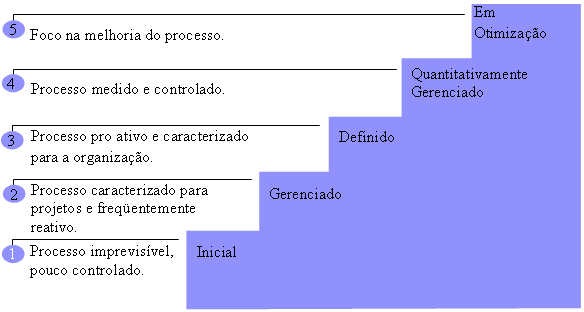 5
Foco na melhoria do processo.
Em
Otimização
4
Processo medido e controlado.
Quantitativamente
Gerenciado
3
Processo pro ativo e caracterizado
para a organização.
Definido
2
Processo caracterizado para
projetos e freqüentemente
reativo.
Gerenciado
1
Processo imprevisível,
pouco controlado.
Inicial